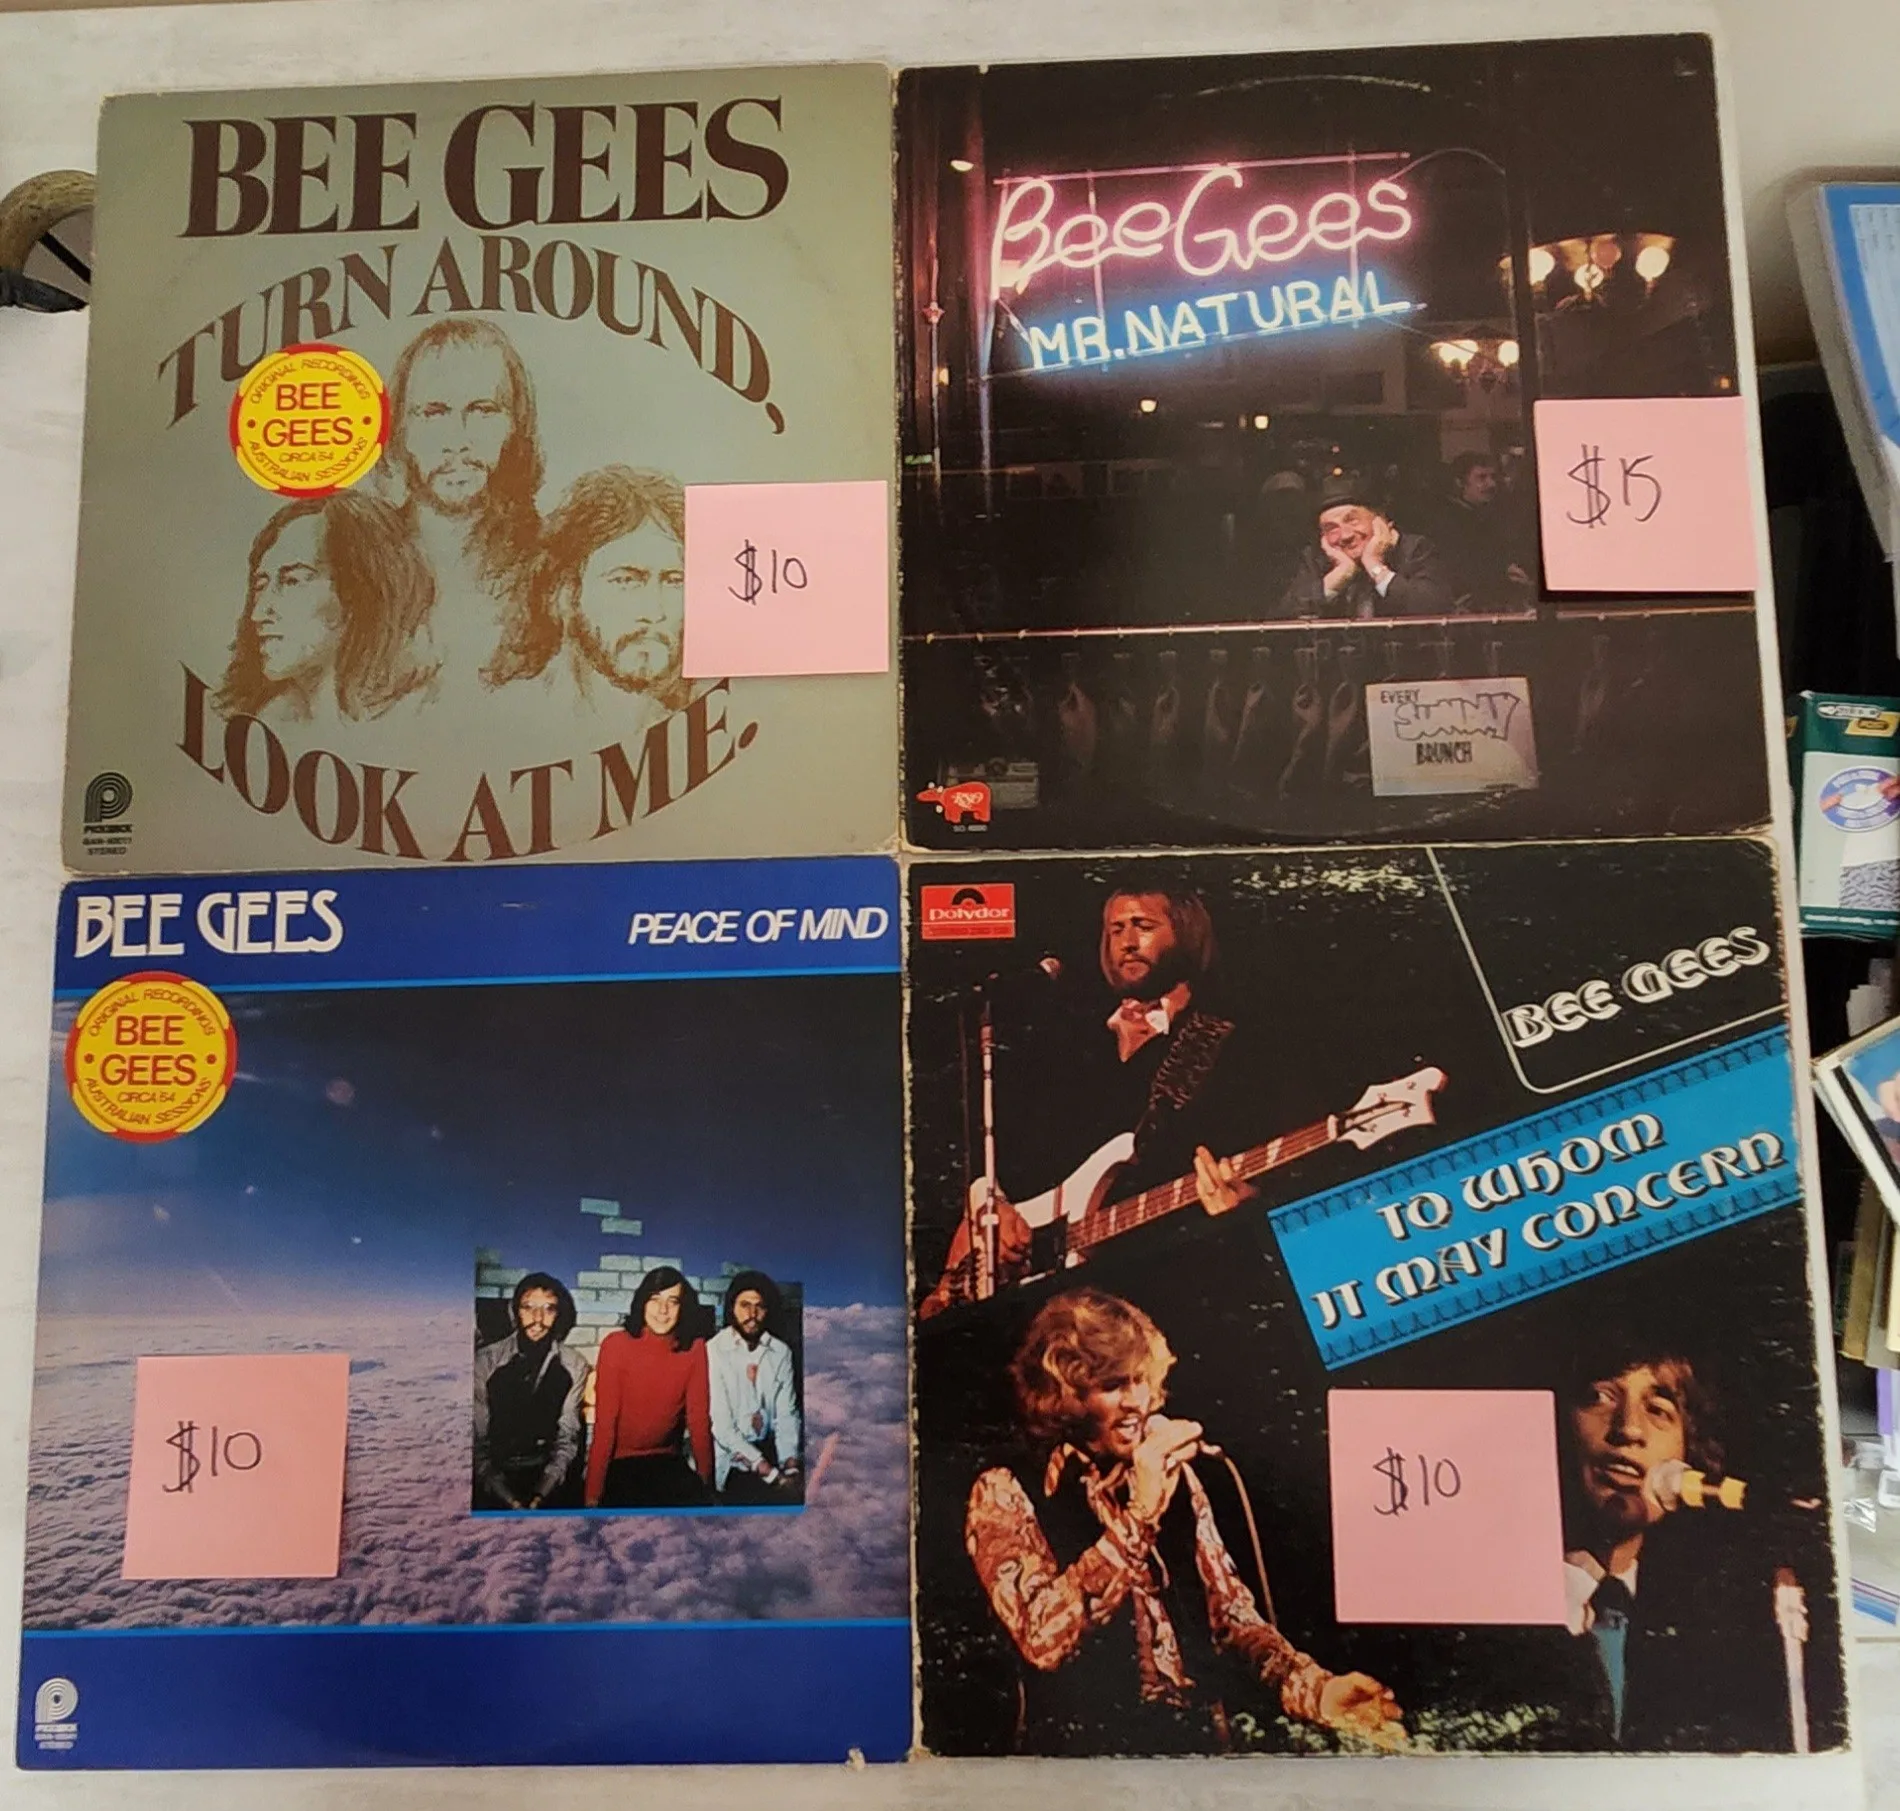 BEE GEES
TURN AROUND,
ORIGINAL RECORDINGS
BEE
GEES
CIRCA '64
AUSTRALIAN SESSIONS
$10
LOOK AT ME.
PICKWICK
STEREO
BeeGees
MR. NATURAL
$15
EVERY
SUNDAY
BRUNCH
RSO
BEE GEES
PEACE OF MIND
ORIGINAL RECORDINGS
BEE
GEES
CIRCA '64
AUSTRALIAN SESSIONS
$10
PICKWICK
polydor
BEE GEES
TO WHOM
IT MAY CONCERN
$10